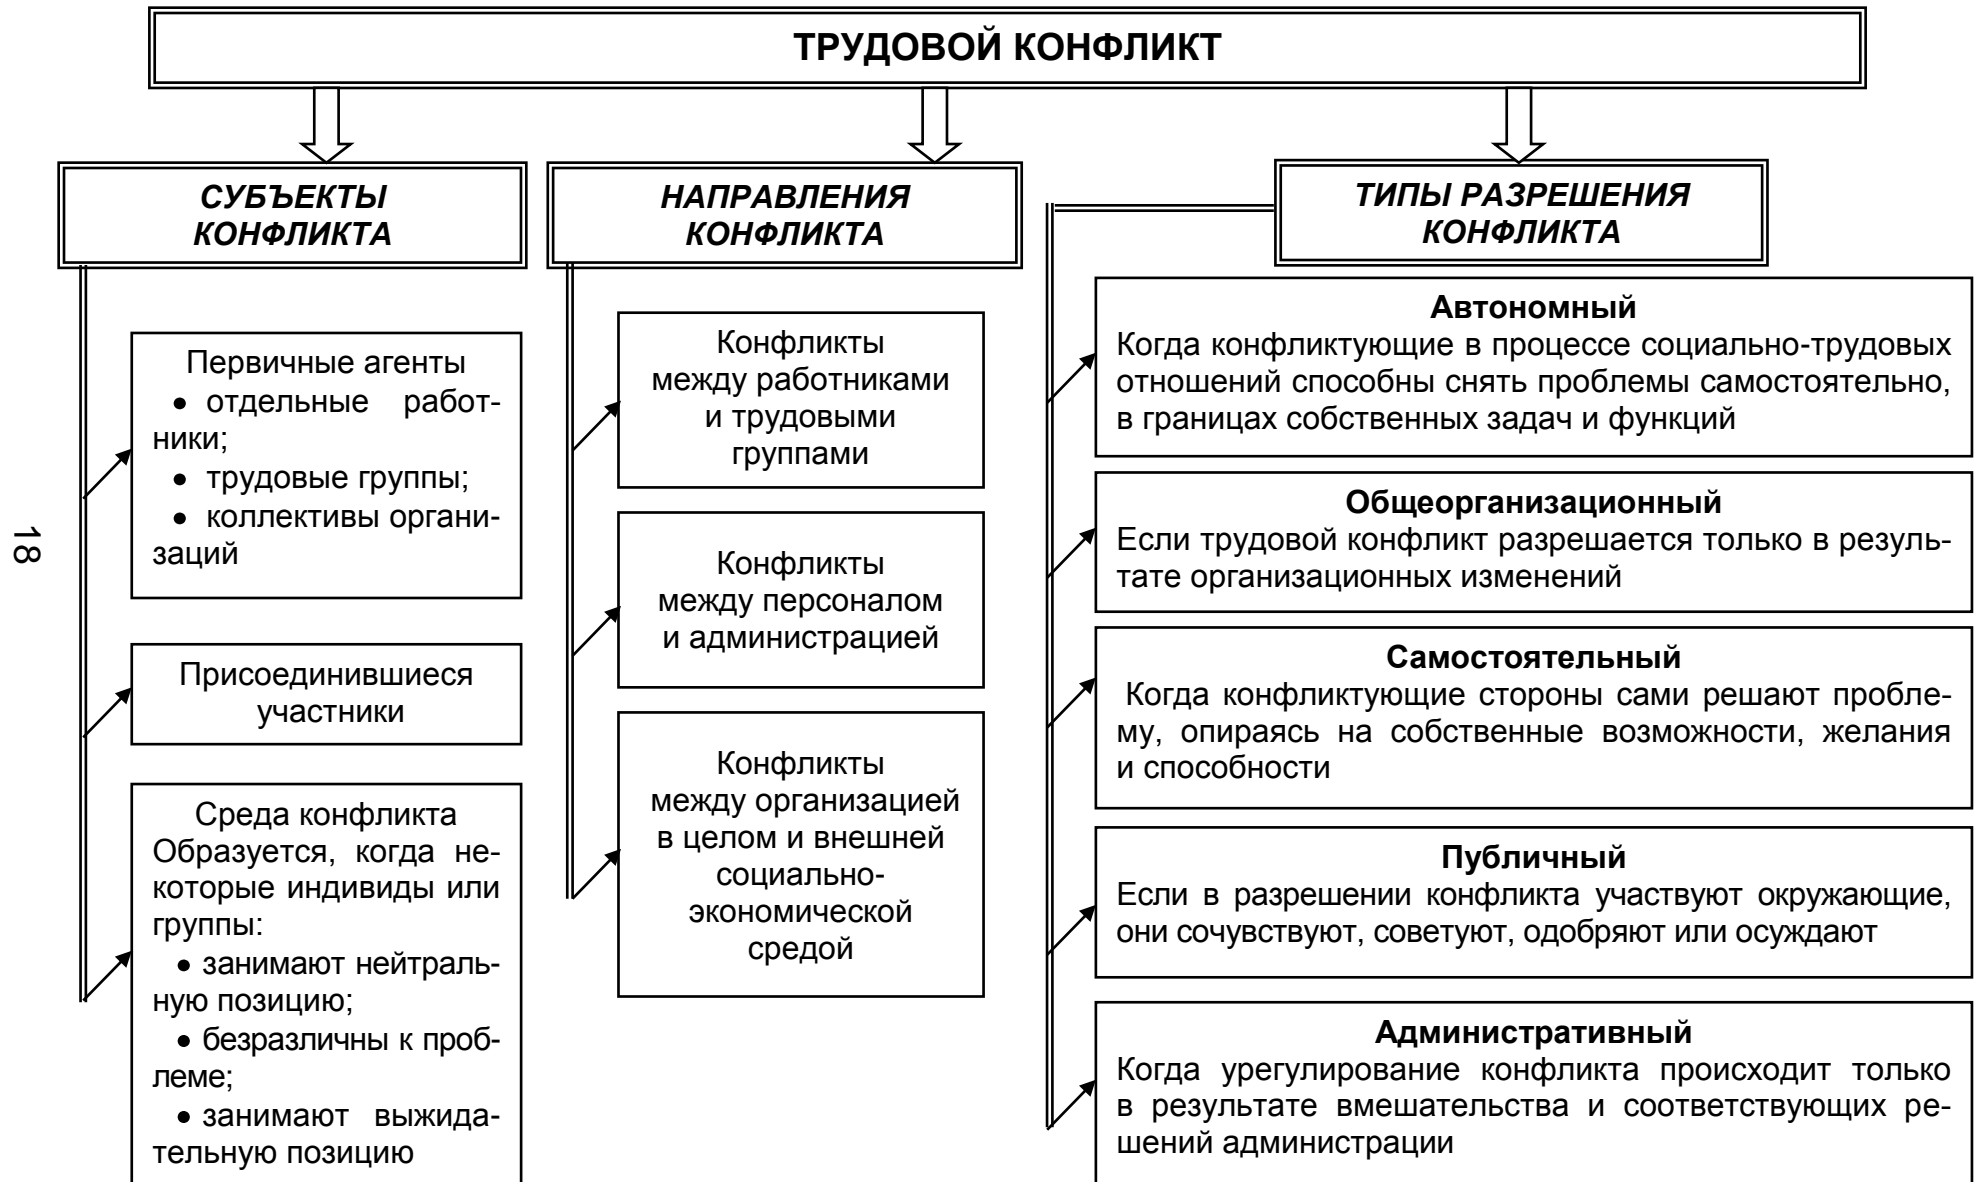 ТРУДОВОЙ КОНФЛИКТ
СУБЪЕКТЫ
КОНФЛИКТА
Первичные агенты
• отдельные работ-
ники;
• трудовые группы;
• коллективы органи-
заций
Присоединившиеся
участники
Среда конфликта
Образуется, когда не-
которые индивиды или
группы:
• занимают нейтраль-
ную позицию;
• безразличны к проб-
леме;
• занимают выжида-
тельную позицию
НАПРАВЛЕНИЯ
КОНФЛИКТА
Конфликты
между работниками
и трудовыми
группами
Конфликты
между персоналом
и администрацией
Конфликты
между организацией
в целом и внешней
социально-
экономической
средой
ТИПЫ РАЗРЕШЕНИЯ
КОНФЛИКТА
Автономный
Когда конфликтующие в процессе социально-трудовых
отношений способны снять проблемы самостоятельно,
в границах собственных задач и функций
Общеорганизационный
Если трудовой конфликт разрешается только в резуль-
тате организационных изменений
Самостоятельный
Когда конфликтующие стороны сами решают пробле-
му, опираясь на собственные возможности, желания
и способности
Публичный
Если в разрешении конфликта участвуют окружающие,
они сочувствуют, советуют, одобряют или осуждают
Административный
Когда урегулирование конфликта происходит только
в результате вмешательства и соответствующих ре-
шений администрации
18